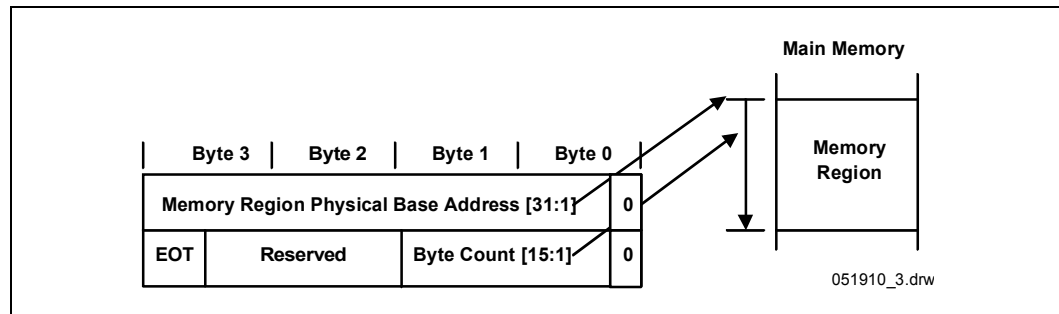 Main Memory
Byte 3 Byte 2 Byte 1 Byte 0
Memory
Region
Memory Region Physical Base Address [31:1] 0
EOT Reserved Byte Count [15:1] 0
051910_3.drw